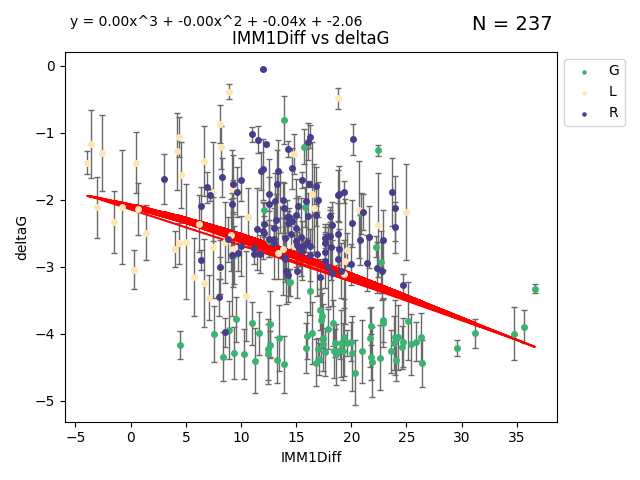 y = 0.00x^3 + -0.00x^2 + -0.04x + -2.06
N = 237
IMM1Diff vs deltaG
G
L
R
0
−1
−2
−3
−4
−5
deltaG
−5 0 5 10 15 20 25 30 35
IMM1Diff